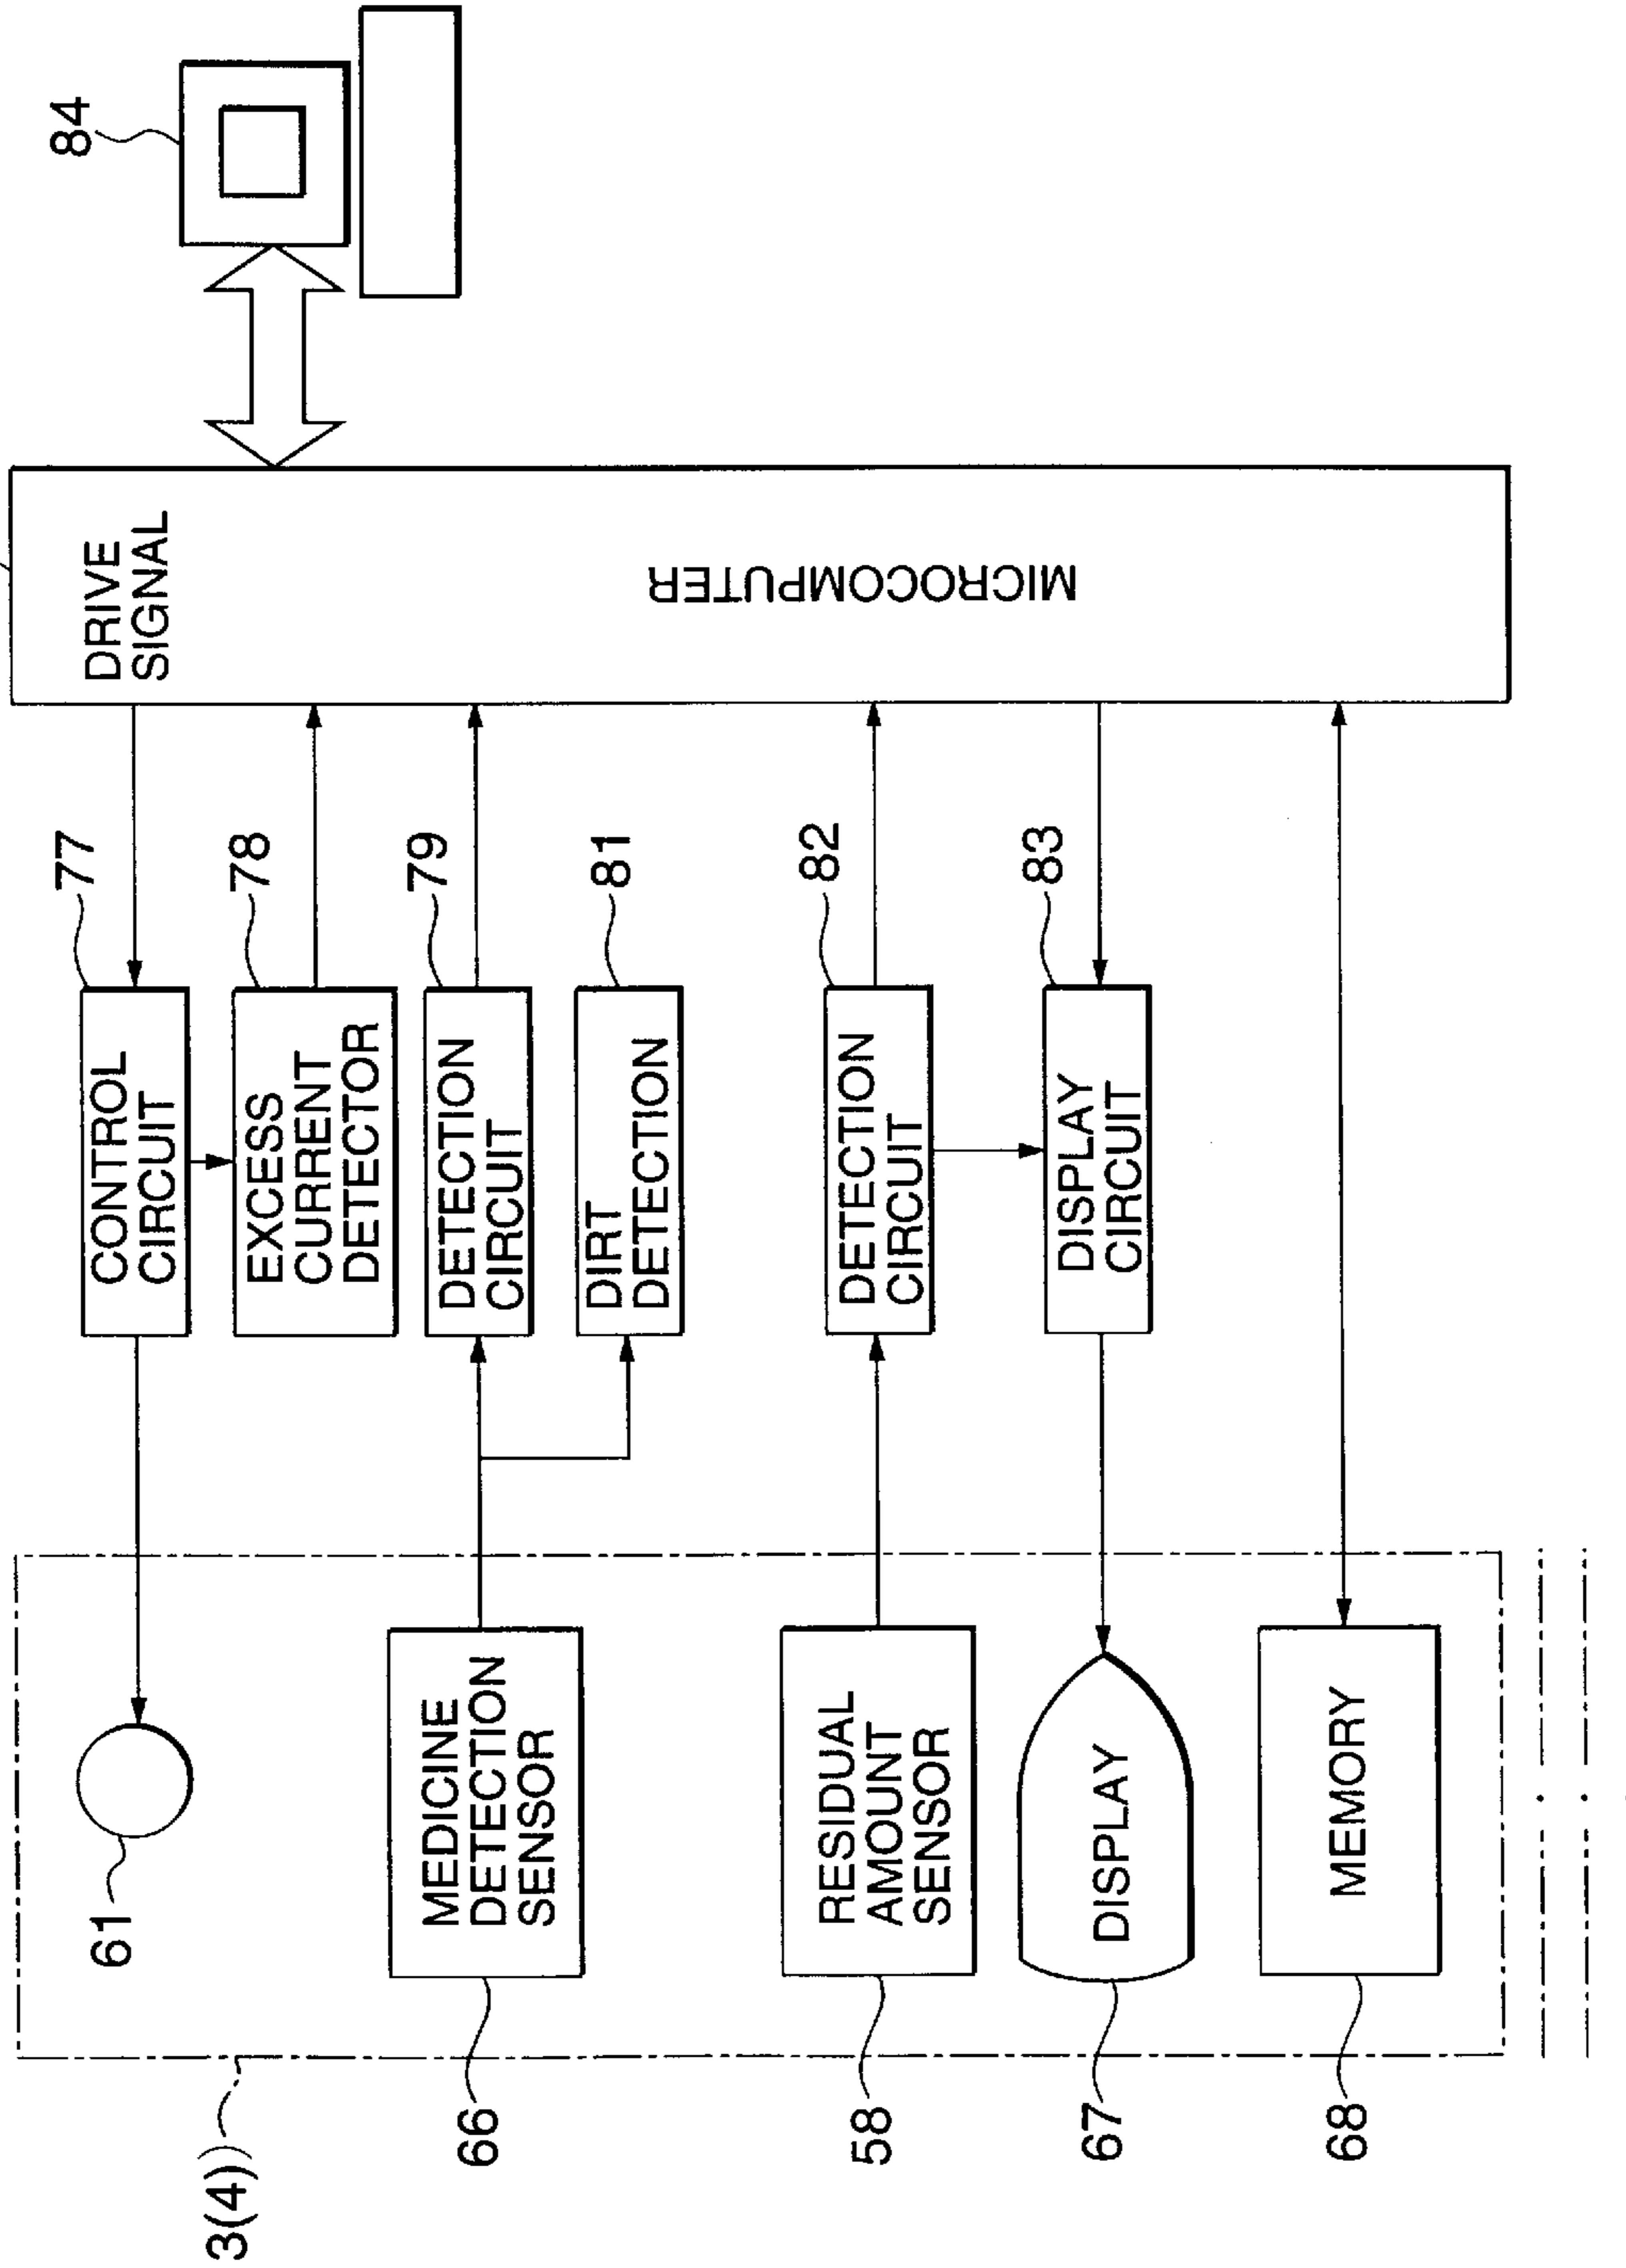 3(4)
61
66
MEDICINE
DETECTION
SENSOR
58
RESIDUAL
AMOUNT
SENSOR
67
DISPLAY
68
MEMORY
77
CONTROL
CIRCUIT
78
EXCESS
CURRENT
DETECTOR
79
DETECTION
CIRCUIT
81
DIRT
DETECTION
82
DETECTION
CIRCUIT
83
DISPLAY
CIRCUIT
DRIVE
SIGNAL
MICROCOMPUTER
84